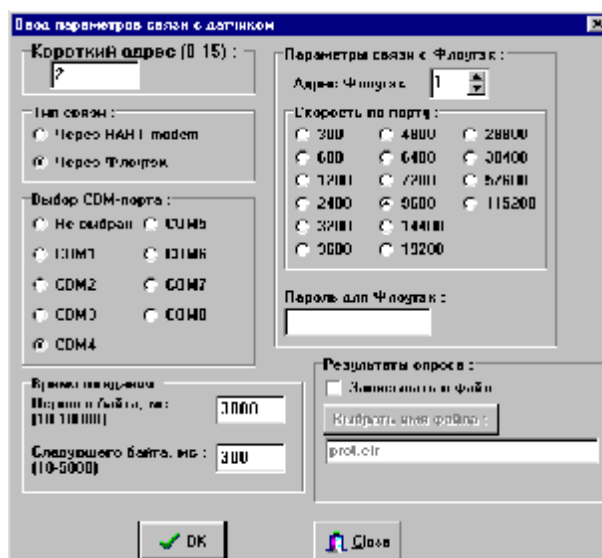 Ввод параметров связи с датчиком
Короткий адрес (0 15) :
2
Тип связи :
Через HART modem
Через Флоутэк
Выбор COM-порта :
Не выбран
COM5
COM1
COM6
COM2
COM7
COM3
COM8
COM4
Параметры связи с Флоутэк :
Адрес Флоутэк
1
Скорость по порту :
300
4800
28800
600
6400
38400
1200
7200
57600
2400
9600
115200
3200
14400
3600
19200
Пароль для Флоутэк :
Время ожидания
Первого байта, мс:
(10-10000)
3000
Следующего байта, мс :
(10-5000)
300
Результаты опроса :
Записывать в файл
Выбрать имя файла :
OK
Close